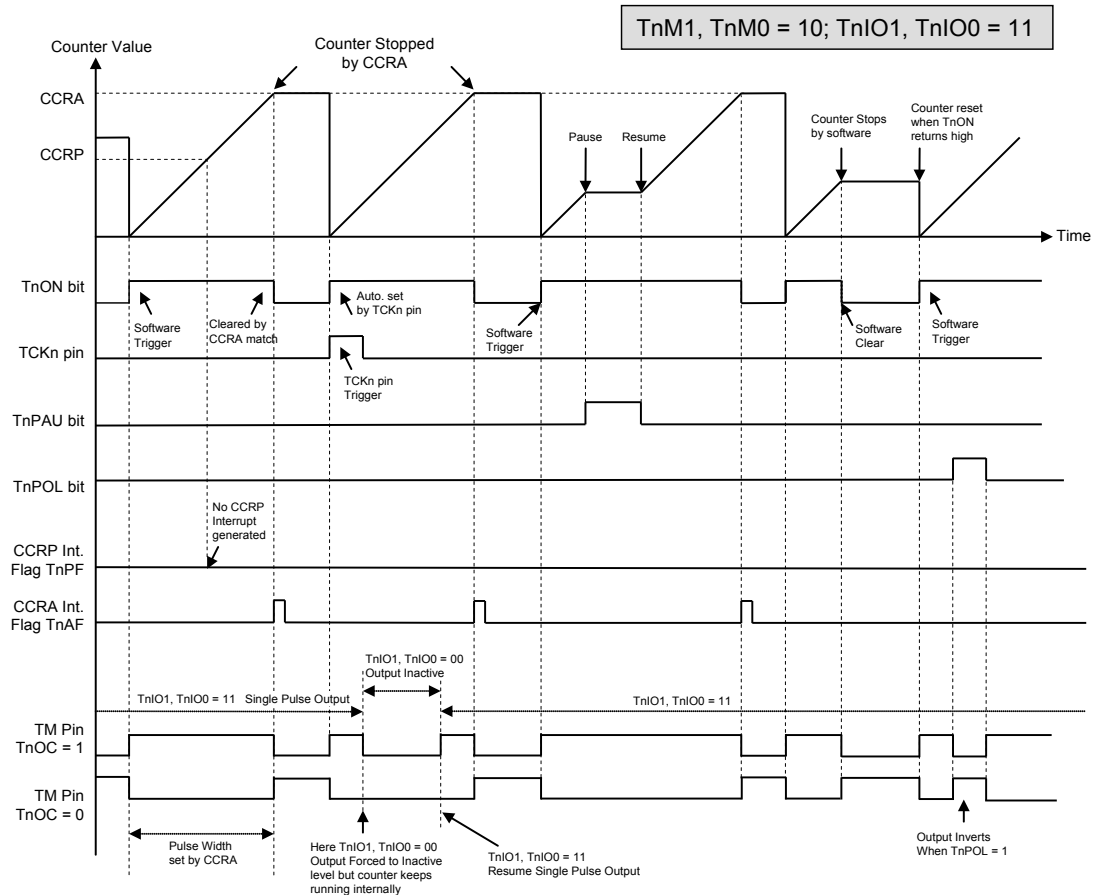 TnM1, TnM0 = 10; TnIO1, TnIO0 = 11
Counter Value
Counter Stopped
by CCRA
CCRA
CCRP
Pause
Resume
Counter Stops
by software
Counter reset
when TnON
returns high
Time
TnON bit
Software
Trigger
Cleared by
CCRA match
Auto. set
by TCKn pin
Software
Trigger
Software
Clear
Software
Trigger
TCKn pin
TCKn pin
Trigger
TnPAU bit
TnPOL bit
No CCRP
Interrupt
generated
CCRP Int.
Flag TnPF
CCRA Int.
Flag TnAF
TnIO1, TnIO0 = 00
Output Inactive
TnIO1, TnIO0 = 11 Single Pulse Output
TnIO1, TnIO0 = 11
TM Pin
TnOC = 1
TM Pin
TnOC = 0
Pulse Width
set by CCRA
Here TnIO1, TnIO0 = 00
Output Forced to Inactive
level but counter keeps
running internally
TnIO1, TnIO0 = 11
Resume Single Pulse Output
Output Inverts
When TnPOL = 1